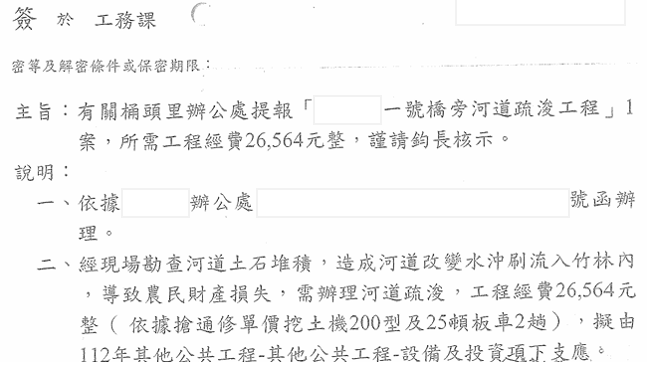 簽 於 工務課
密等及解密條件或保密期限：
主旨：有關桶頭里辦公處提報「 一號橋旁河道疏浚工程」1
案，所需工程經費26,564元整，謹請鈞長核示。
說明：
一、依據 辦公處 號函辦
理。
二、經現場勘查河道土石堆積，造成河道改變水沖刷流入竹林內
，導致農民財產損失，需辦理河道疏浚，工程經費26,564元
整（ 依據搶通修單價挖土機200型及25頓板車2趟），擬由
112年其他公共工程-其他公共工程-設備及投資項下支應。